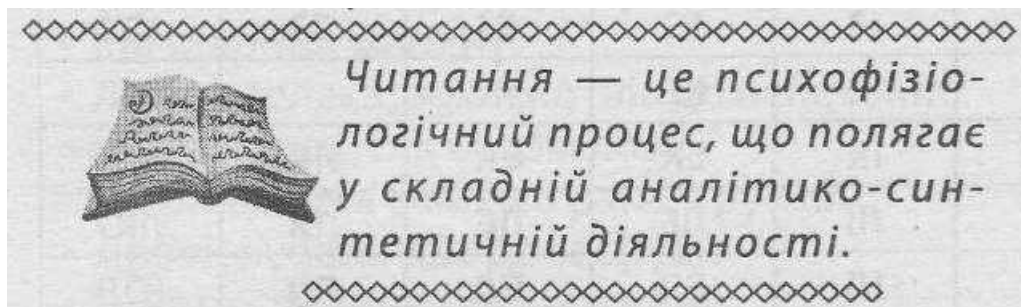 Читання — це психофізіо-
логічний процес, що полягає
у складній аналітико-син-
тетичній діяльності.